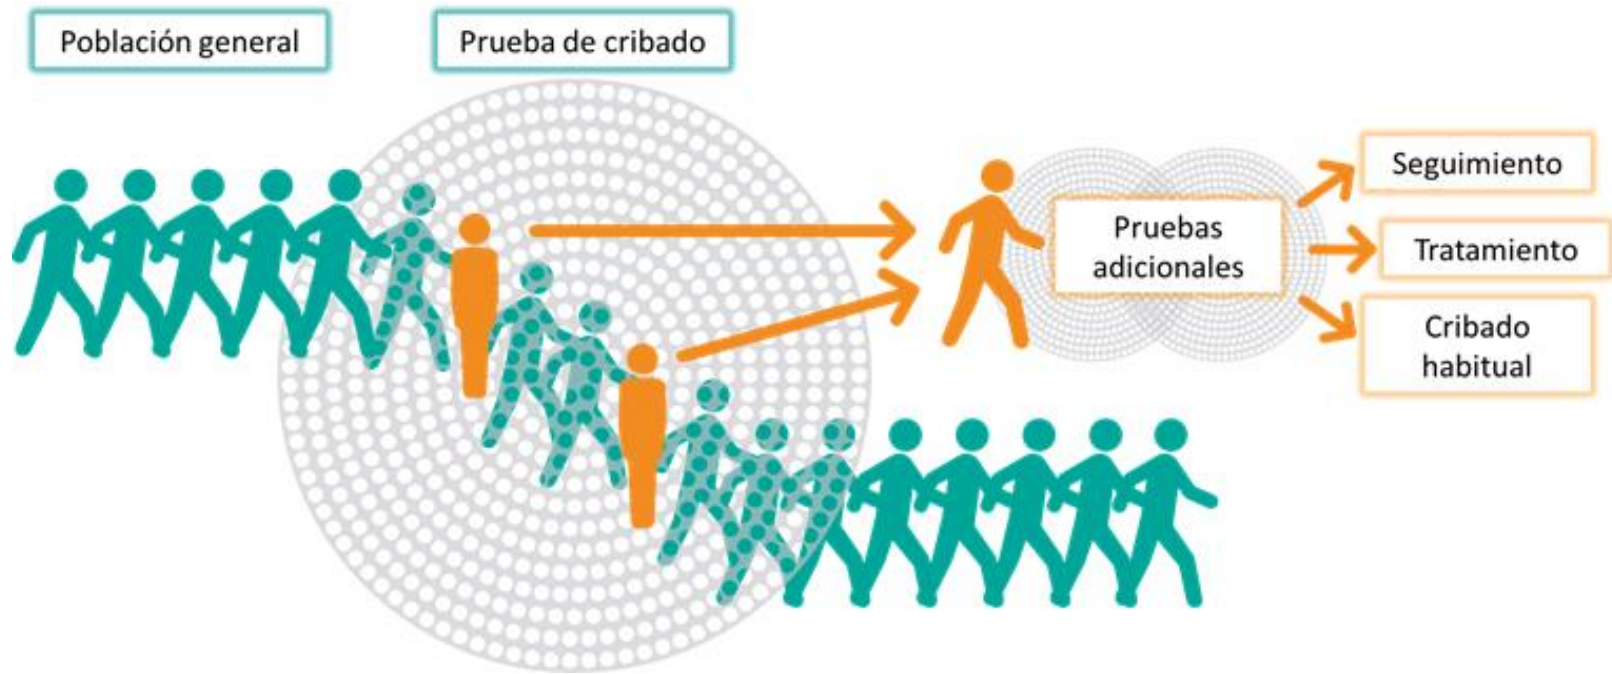 Población general
Prueba de cribado
Pruebas
adicionales
Seguimiento
Tratamiento
Cribado
habitual